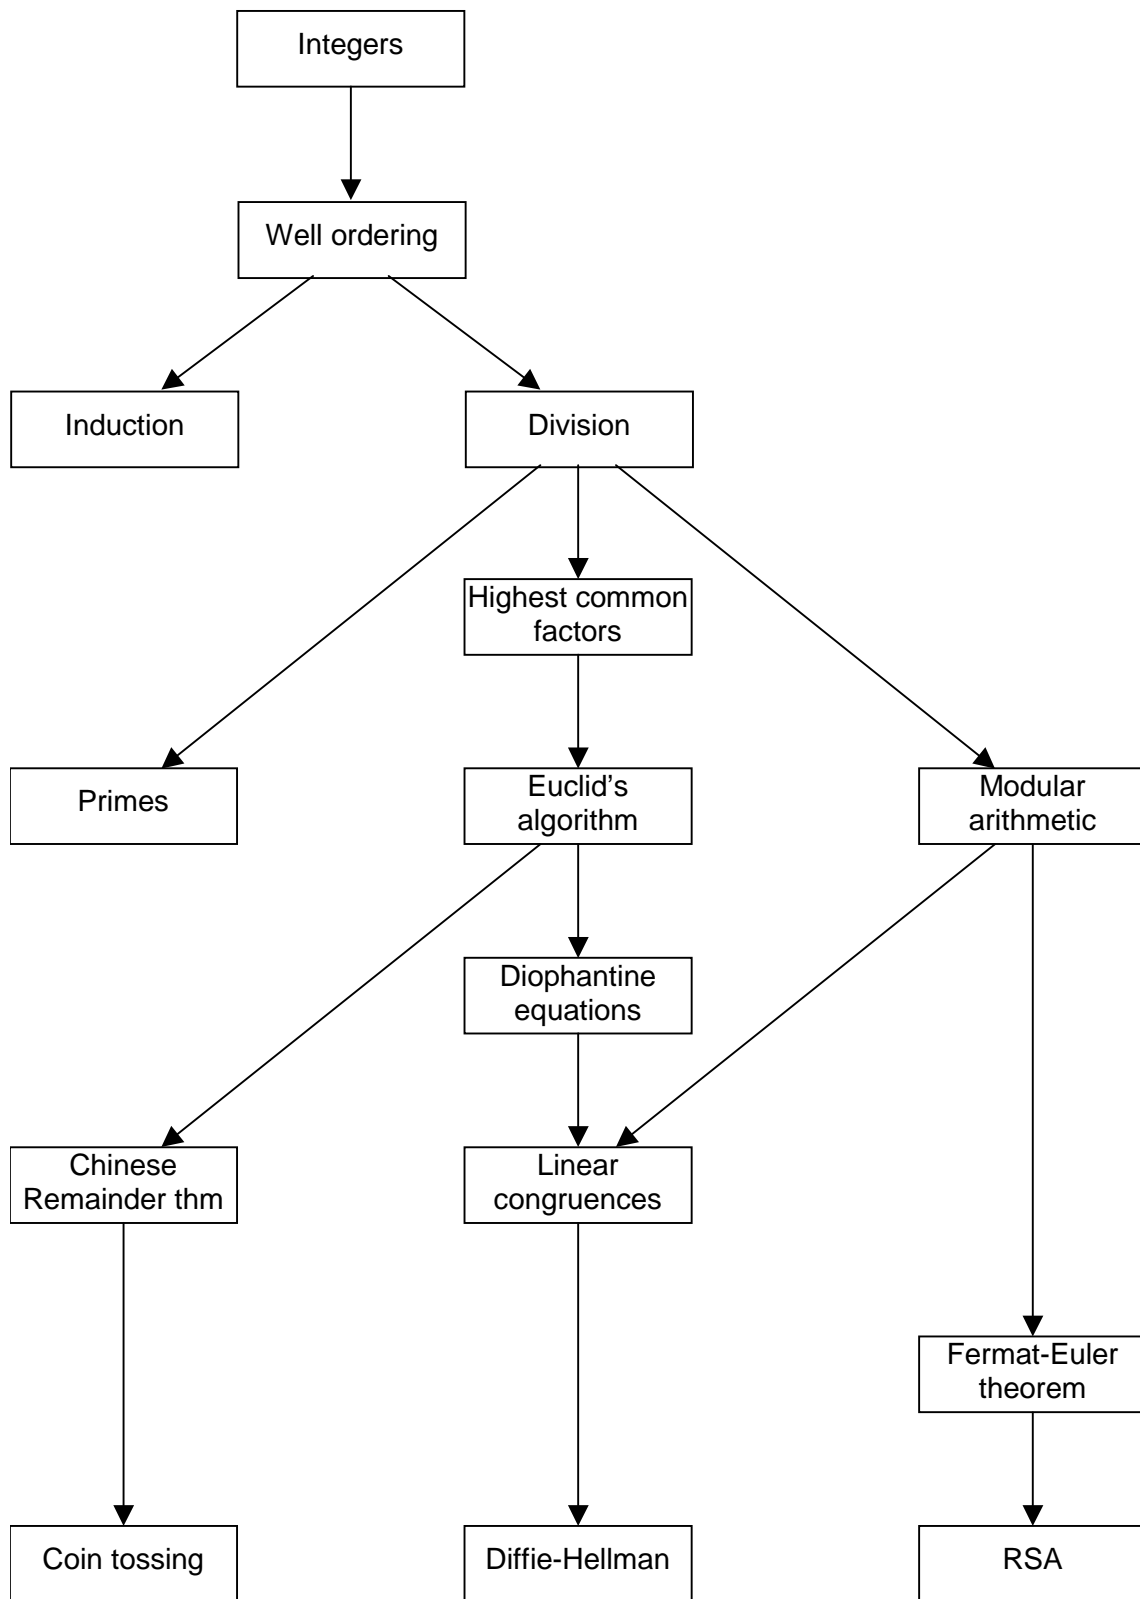 Integers
Well ordering
Induction
Division
Highest common
factors
Primes
Euclid’s
algorithm
Modular
arithmetic
Diophantine
equations
Chinese
Remainder thm
Linear
congruences
Fermat-Euler
theorem
Coin tossing
Diffie-Hellman
RSA